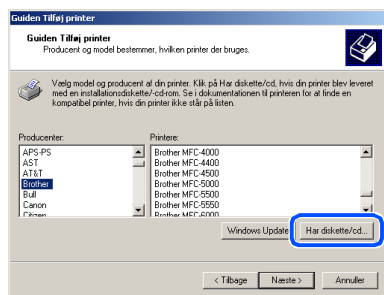 Guiden Tilføj printer
Guiden Tilføj printer
Producent og model bestemmer, hvilken printer der bruges.
Vælg model og producent af din printer. Klik på Har diskette/cd, hvis din printer blev leveret
med en installationsdiskette/-cd-rom. Se i dokumentationen til printeren for at finde en
kompatibel printer, hvis din printer ikke står på listen.
Producenter:
APS-PS
AST
AT&T
Brother
Bull
Canon
Citizen
Printere:
Brother MFC-4000
Brother MFC-4400
Brother MFC-4500
Brother MFC-5000
Brother MFC-5500
Brother MFC-5550
Brother MFC-6000
Windows Update
Har diskette/cd...
< Tilbage
Næste >
Annuller